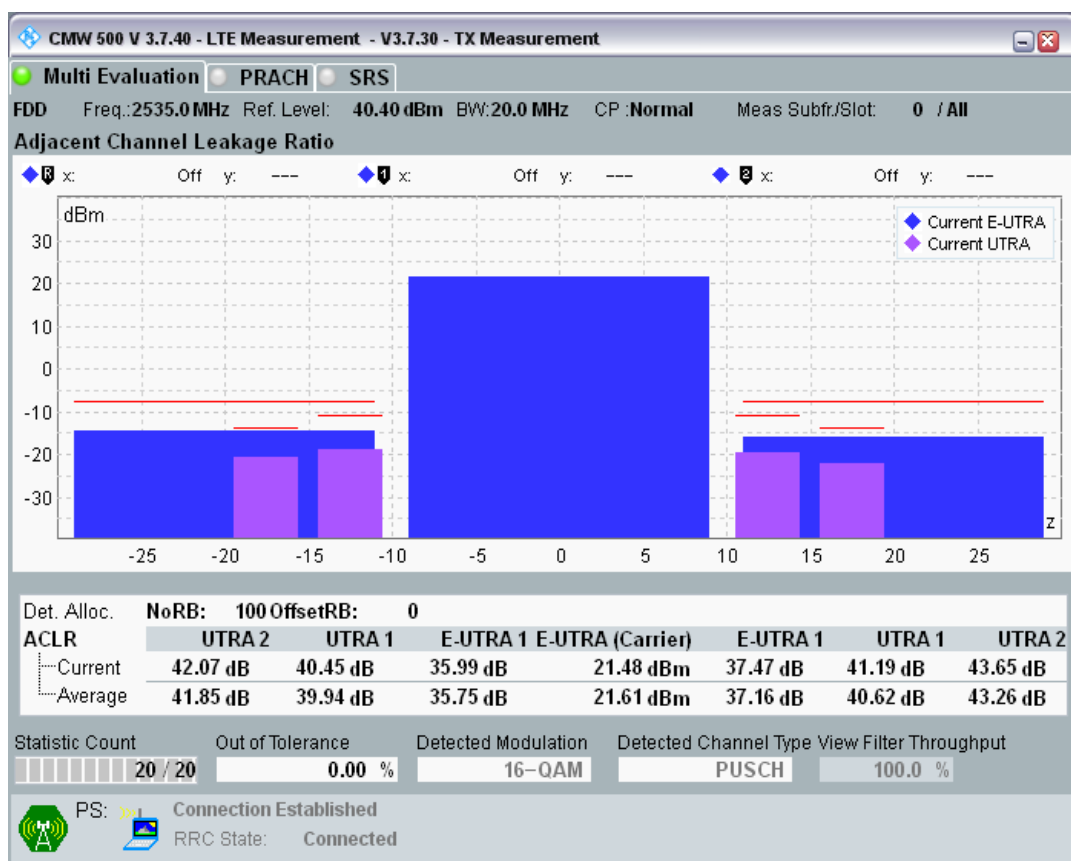 CMW 500 V 3.7.40 - LTE Measurement - V3.7.30 - TX Measurement
Multi Evaluation PRACH SRS
FDD Freq.:2535.0 MHz Ref. Level: 40.40 dBm BW:20.0 MHz CP :Normal Meas Subfr./Slot: 0 / All
Adjacent Channel Leakage Ratio
R x: Off y: --- 1 x: Off y: --- 2 x: Off y: ---
dBm
Current E-UTRA
Current UTRA
30
20
10
0
-10
-20
-30
z
-25 -20 -15 -10 -5 0 5 10 15 20 25
Det. Alloc. NoRB: 100 OffsetRB: 0
ACLR UTRA 2 UTRA 1 E-UTRA 1 E-UTRA (Carrier) E-UTRA 1 UTRA 1 UTRA 2
Current 42.07 dB 40.45 dB 35.99 dB 21.48 dBm 37.47 dB 41.19 dB 43.65 dB
Average 41.85 dB 39.94 dB 35.75 dB 21.61 dBm 37.16 dB 40.62 dB 43.26 dB
Statistic Count Out of Tolerance Detected Modulation Detected Channel Type View Filter Throughput
20 / 20 0.00 % 16-QAM PUSCH 100.0 %
PS: Connection Established
RRC State: Connected